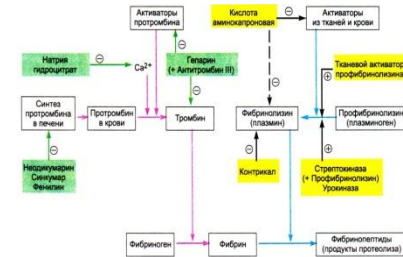 Активаторы
протромбина
Кислота
аминокапроновая
Активаторы
из тканей и крови
Натрия
гидроцитрат
Ca²⁺
Гепарин
(+ Антитромбин III)
Тканевой активатор
профибринолизина
Синтез
протромбина
в печени
Протромбин
в крови
Тромбин
Фибринолизин
(плазмин)
Профибринолизин
(плазминоген)
Неодикумарин
Синкумар
Фенилин
Контрикал
Стрептокиназа
(+ Профибринолизин)
Урокиназа
Фибриноген
Фибрин
Фибринопептиды
(продукты протеолиза)